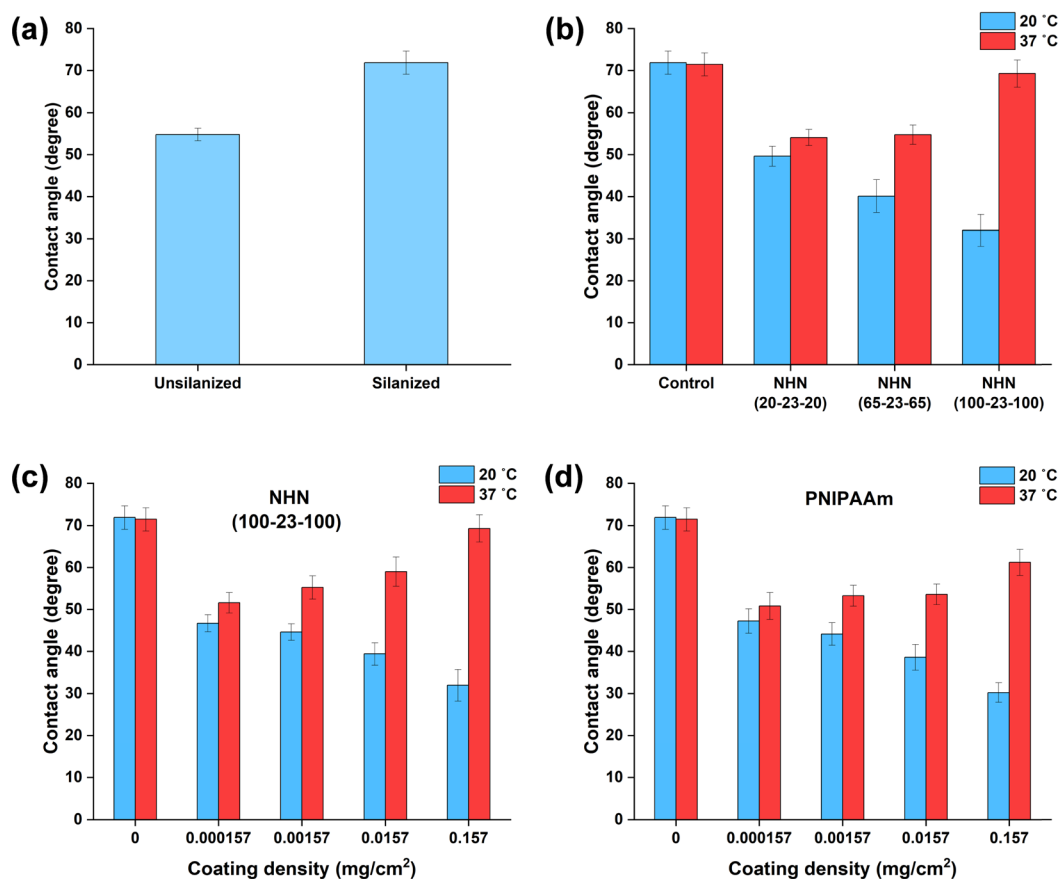 (a)
80
70
60
50
40
30
20
10
0
Contact angle (degree)
Unsilanized
Silanized
(b)
20 ˚C
37 ˚C
80
70
60
50
40
30
20
10
0
Contact angle (degree)
Control
NHN
(20-23-20)
NHN
(65-23-65)
NHN
(100-23-100)
(c)
20 ˚C
37 ˚C
NHN
(100-23-100)
80
70
60
50
40
30
20
10
0
Contact angle (degree)
0
0.000157
0.00157
0.0157
0.157
Coating density (mg/cm²)
(d)
20 ˚C
37 ˚C
PNIPAAm
80
70
60
50
40
30
20
10
0
Contact angle (degree)
0
0.000157
0.00157
0.0157
0.157
Coating density (mg/cm²)